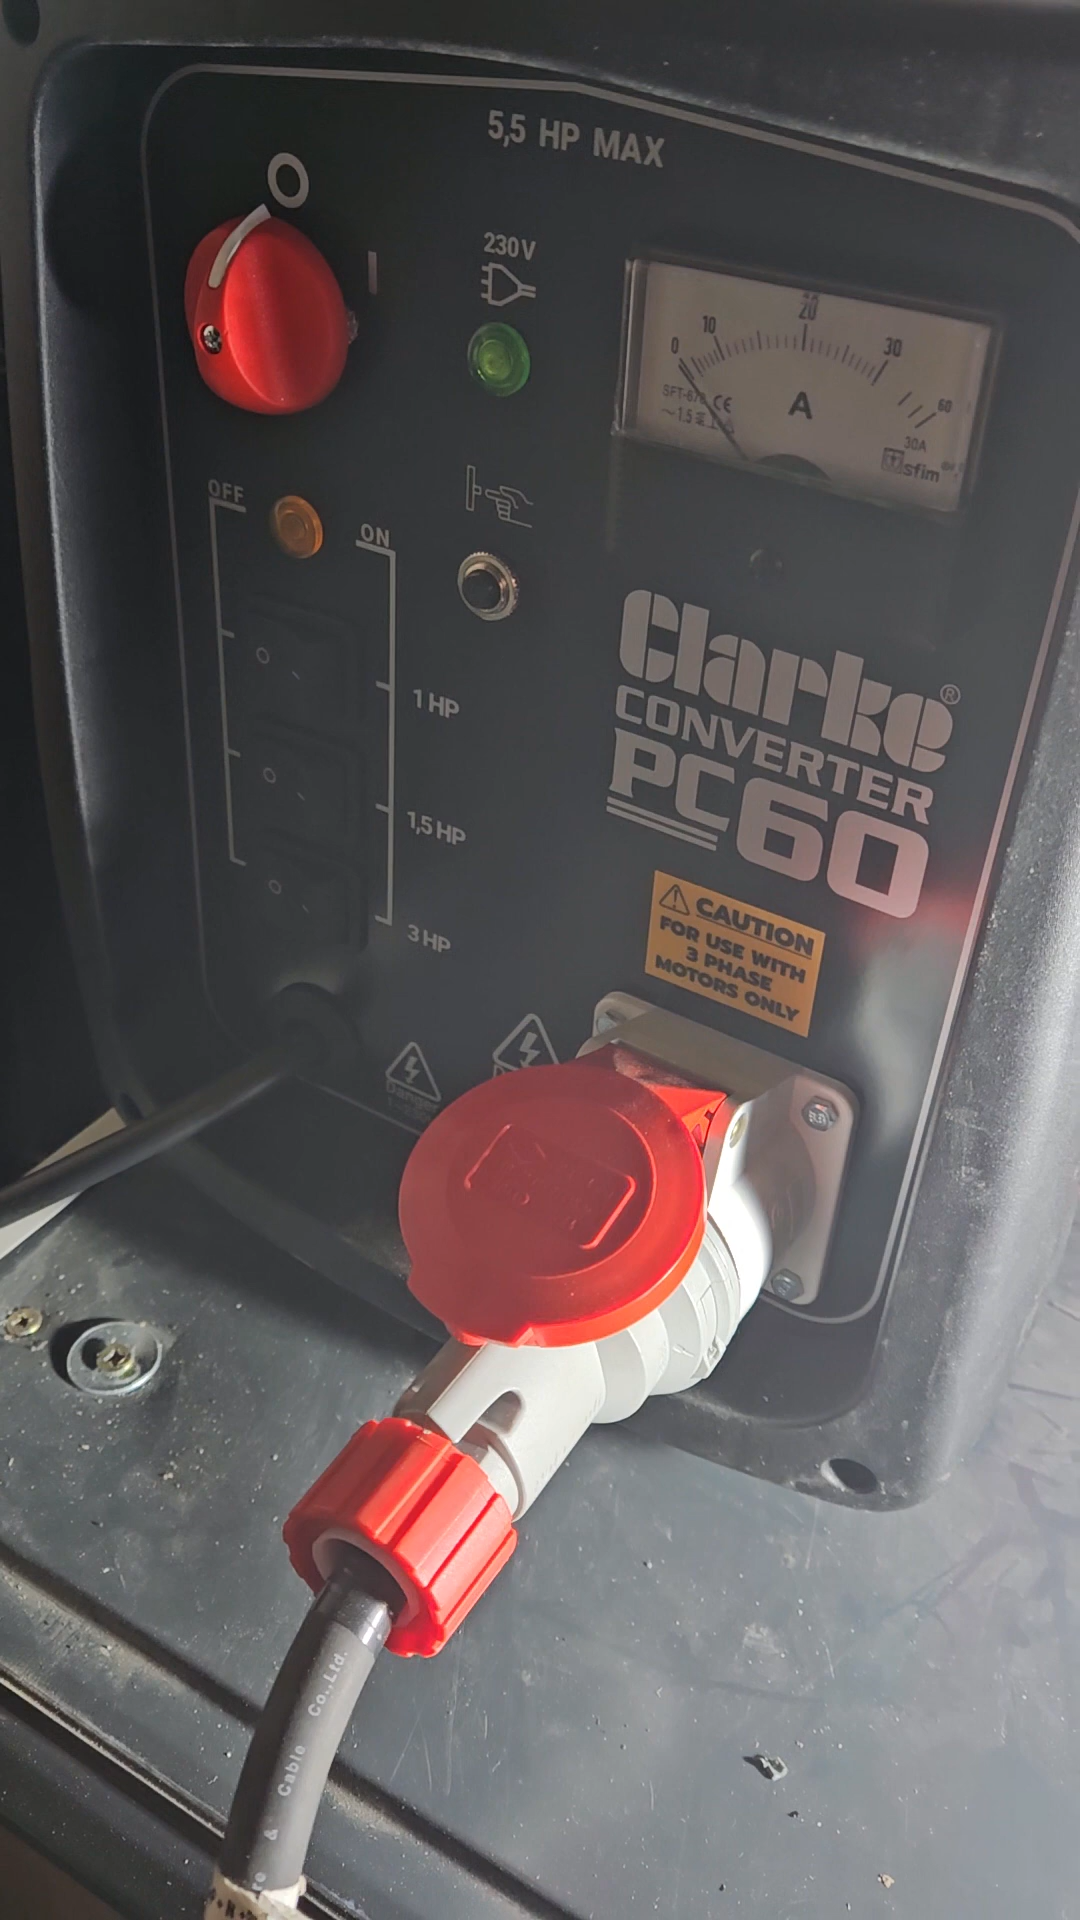 5,5 HP MAX
O
I
230V
0 10 20 30 60
A
CE
~1.5
30A
sfim
OFF
ON
1 HP
1,5 HP
3 HP
Clarke®
CONVERTER
PC60
CAUTION
FOR USE WITH
3 PHASE
MOTORS ONLY
Danger
& Cable Co.,Ltd.